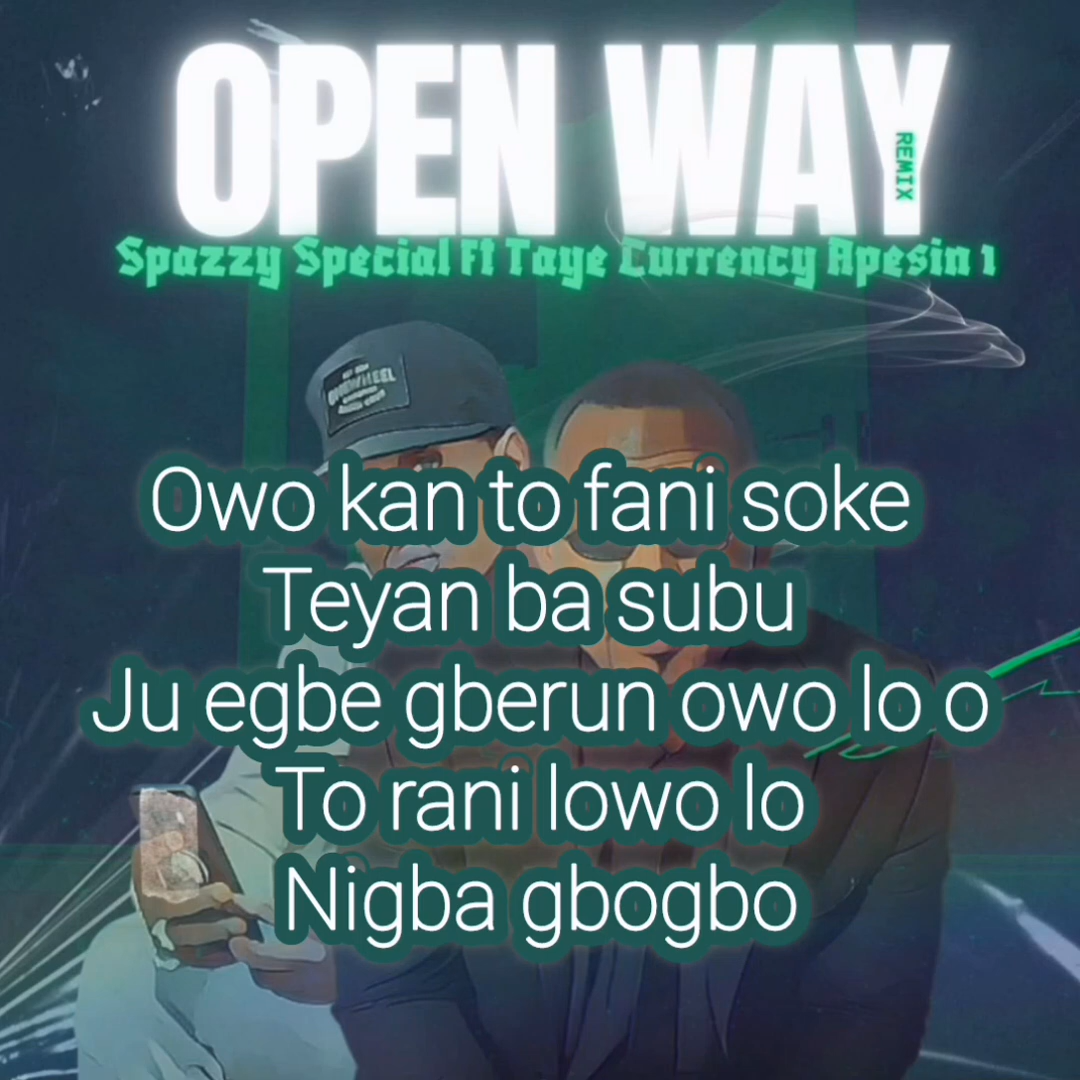 OPEN WAY
REMIX
Spazzy Special Ft Taye Currency Apesin 1
ONEWHEEL
Owo kan to fani soke
Teyan ba subu
Ju egbe gberun owo lo o
To rani lowo lo
Nigba gbogbo